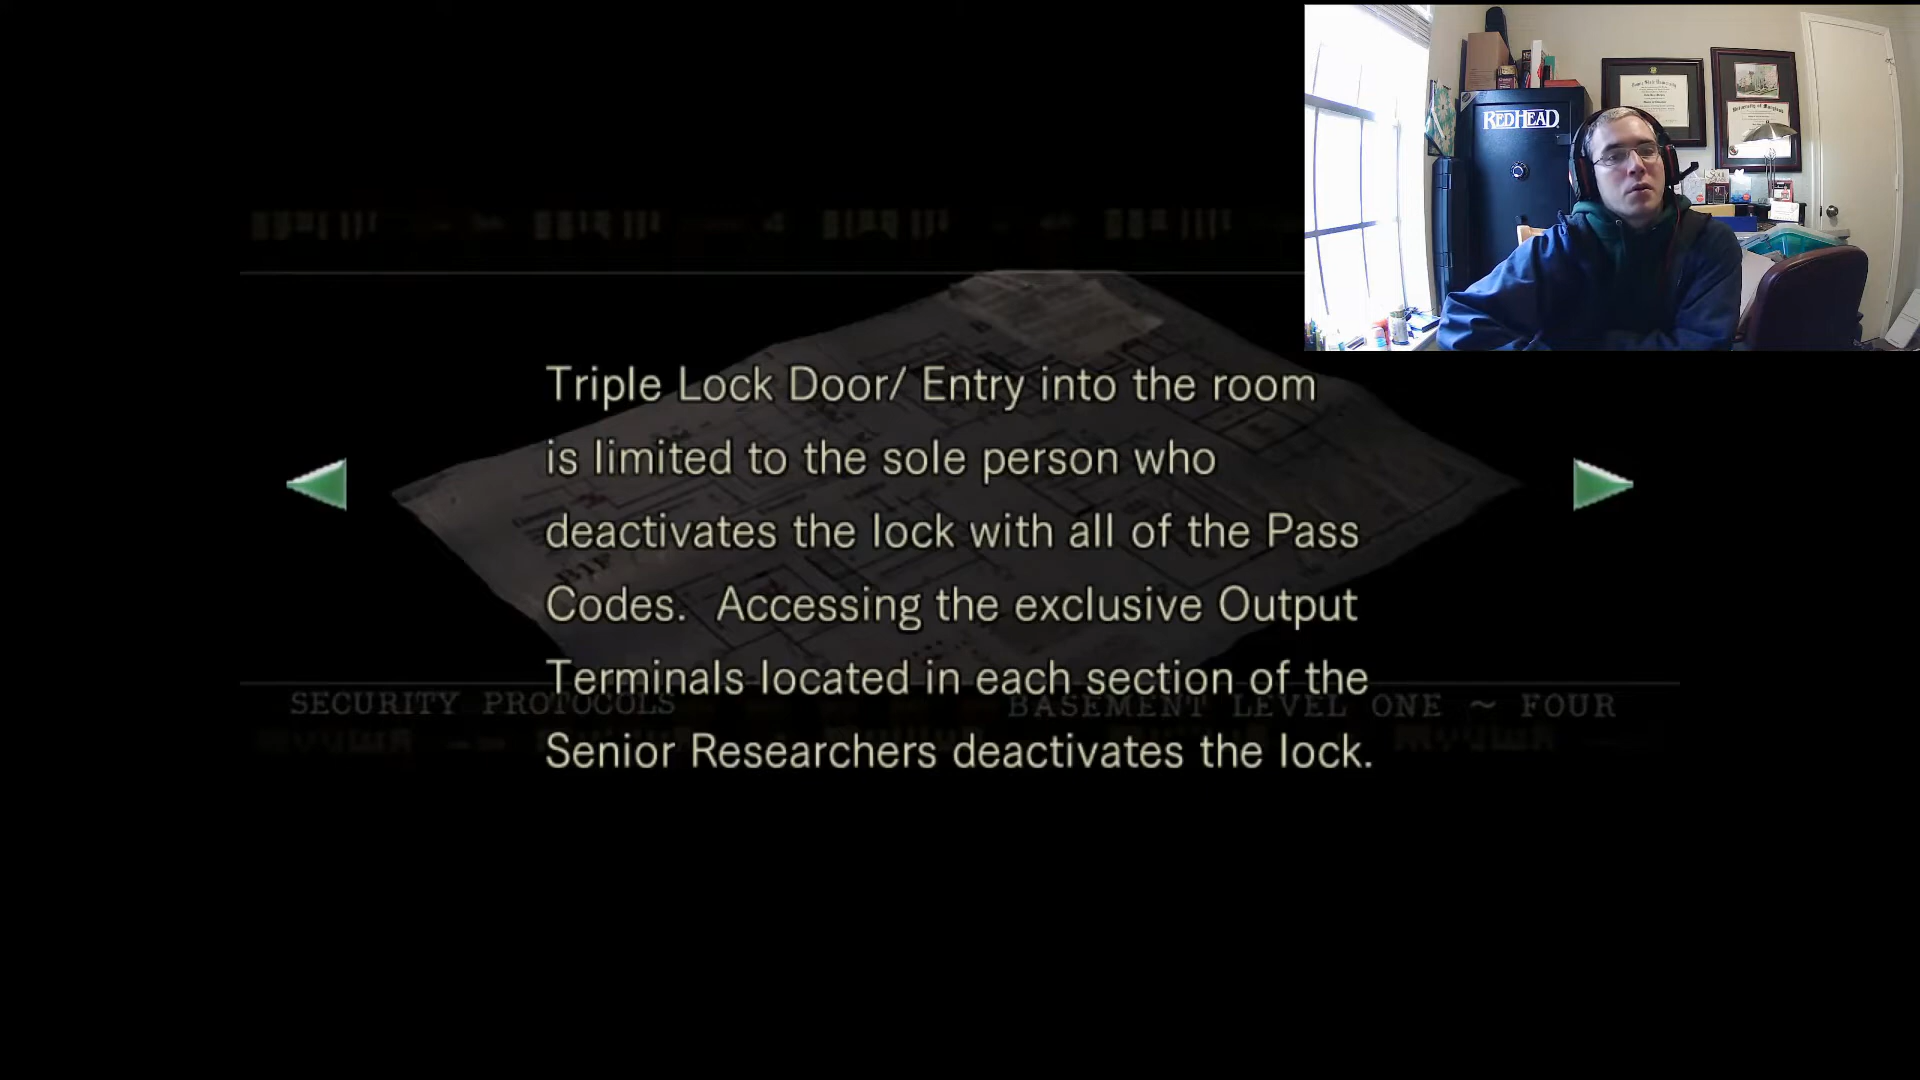 REDHEAD
Triple Lock Door/ Entry into the room
is limited to the sole person who
deactivates the lock with all of the Pass
Codes.  Accessing the exclusive Output
Terminals located in each section of the
SECURITY PROTOCOLS
BASEMENT LEVEL ONE ~ FOUR
Senior Researchers deactivates the lock.
B1F